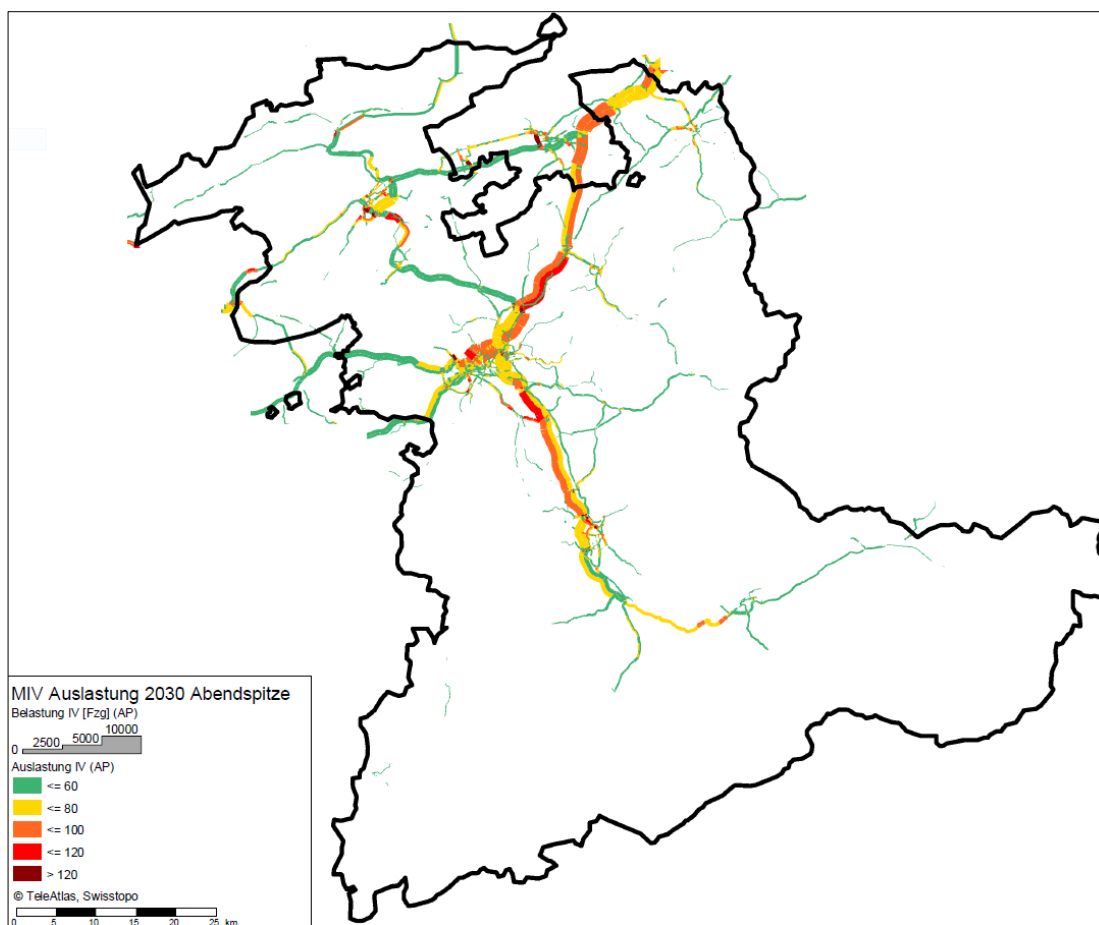 MIV Auslastung 2030 Abendspitze
Belastung IV [Fzg] (AP)
0 2500 5000 10000
Auslastung IV (AP)
<= 60
<= 80
<= 100
<= 120
> 120
© TeleAtlas, Swisstopo
0 5 10 15 20 25 km